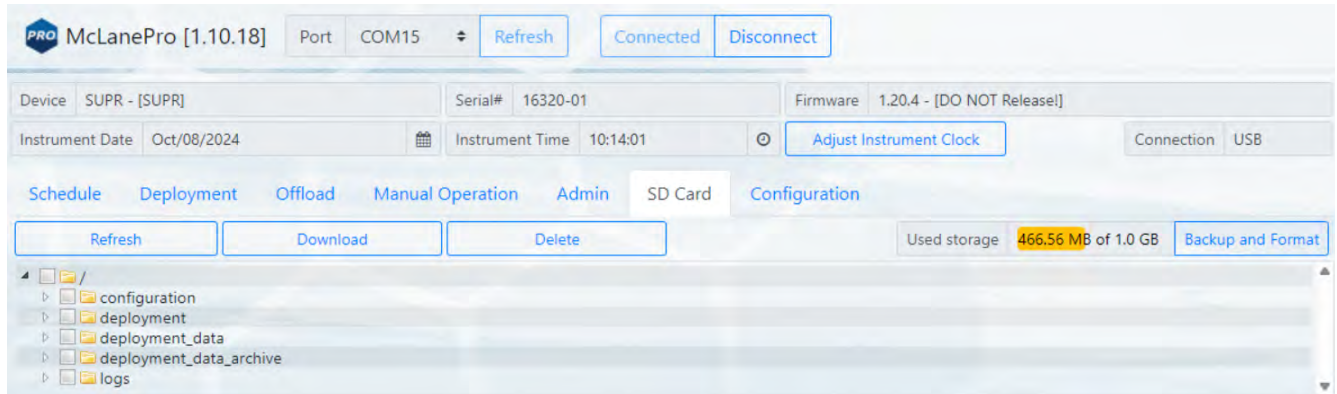 PRO McLanePro [1.10.18] Port COM15 Refresh Connected Disconnect
Device SUPR - [SUPR] Serial# 16320-01 Firmware 1.20.4 - [DO NOT Release!]
Instrument Date Oct/08/2024 Instrument Time 10:14:01 Adjust Instrument Clock Connection USB
Schedule Deployment Offload Manual Operation Admin SD Card Configuration
Refresh Download Delete Used storage 466.56 MB of 1.0 GB Backup and Format
/
configuration
deployment
deployment_data
deployment_data_archive
logs